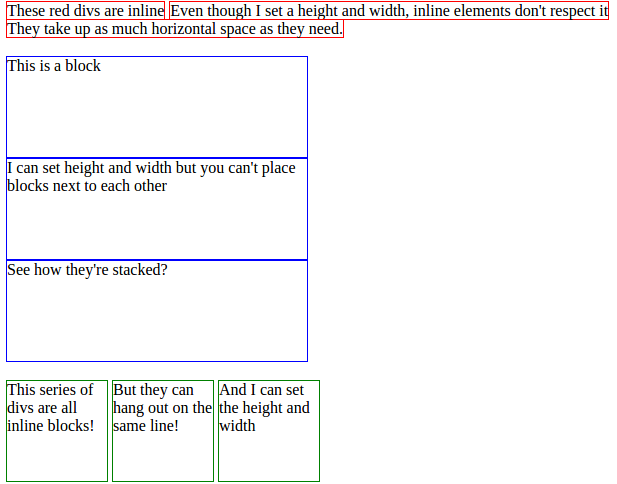 These red divs are inline Even though I set a height and width, inline elements don't respect it
They take up as much horizontal space as they need.
This is a block
I can set height and width but you can't place
blocks next to each other
See how they're stacked?
This series of
divs are all
inline blocks!
But they can
hang out on the
same line!
And I can set
the height and
width